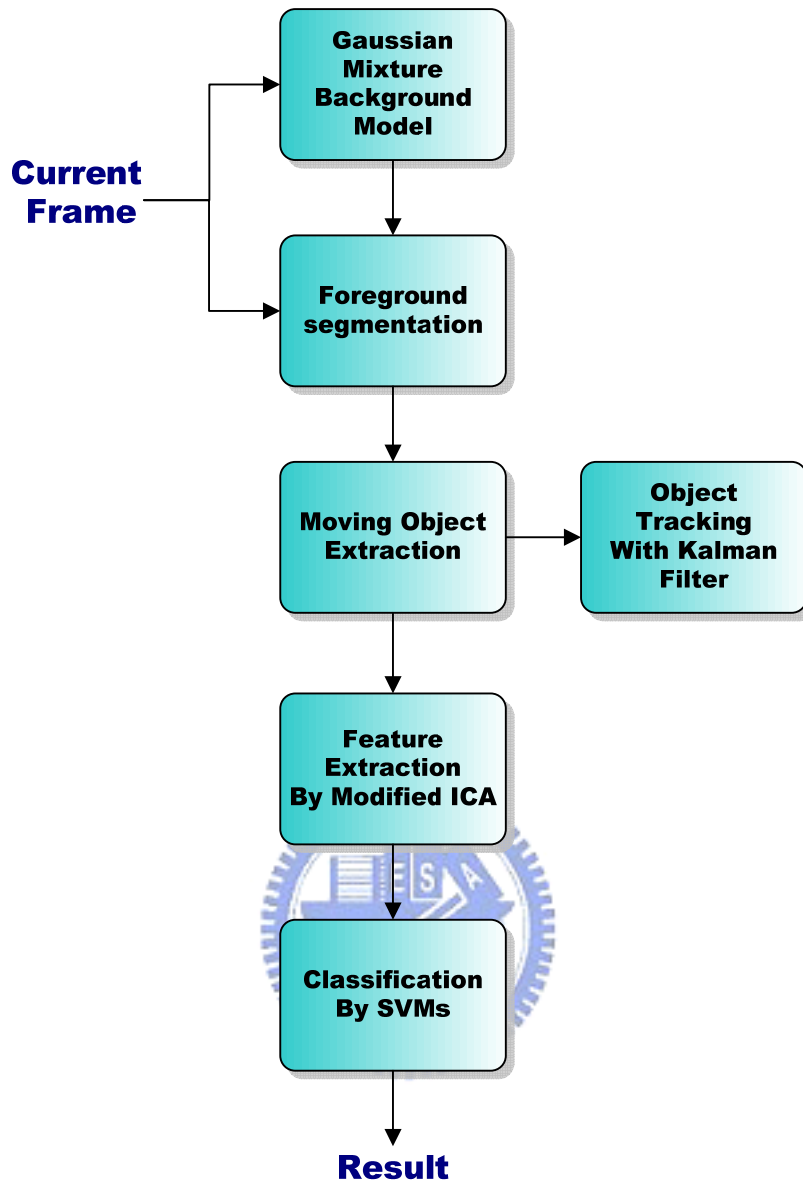 Gaussian
Mixture
Background
Model
Current
Frame
Foreground
segmentation
Moving Object
Extraction
Object
Tracking
With Kalman
Filter
Feature
Extraction
By Modified ICA
E S A
Classification
By SVMs
Result